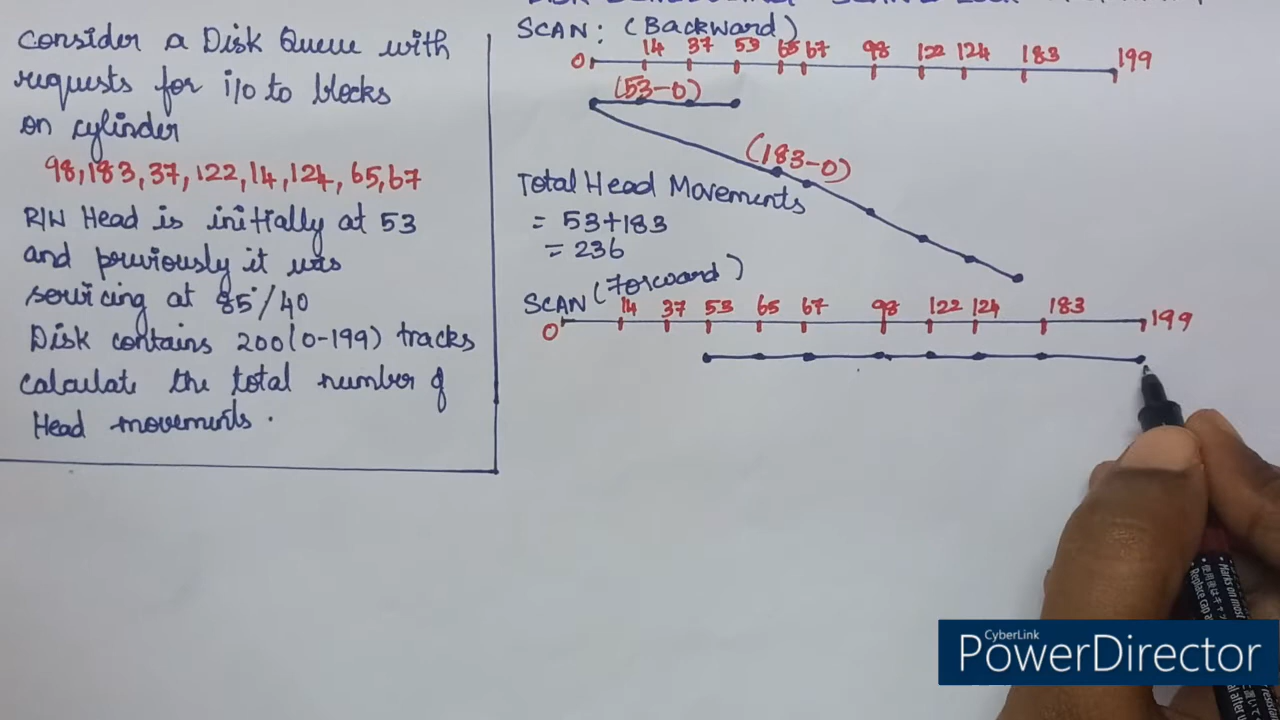 SCAN: (Backward)
Consider a Disk Queue with
requests for i/o to blocks
on cylinder
98,183,37,122,14,124,65,67
R/W Head is initially at 53
and previously it was
servicing at 85/40
Disk contains 200(0-199) tracks
calculate the total number of
Head movements.
0 14 37 53 65 67 98 122 124 183 199
(53-0)
(183-0)
Total Head Movements
= 53+183
= 236
SCAN (Forward)
0 14 37 53 65 67 98 122 124 183 199
CyberLink
PowerDirector